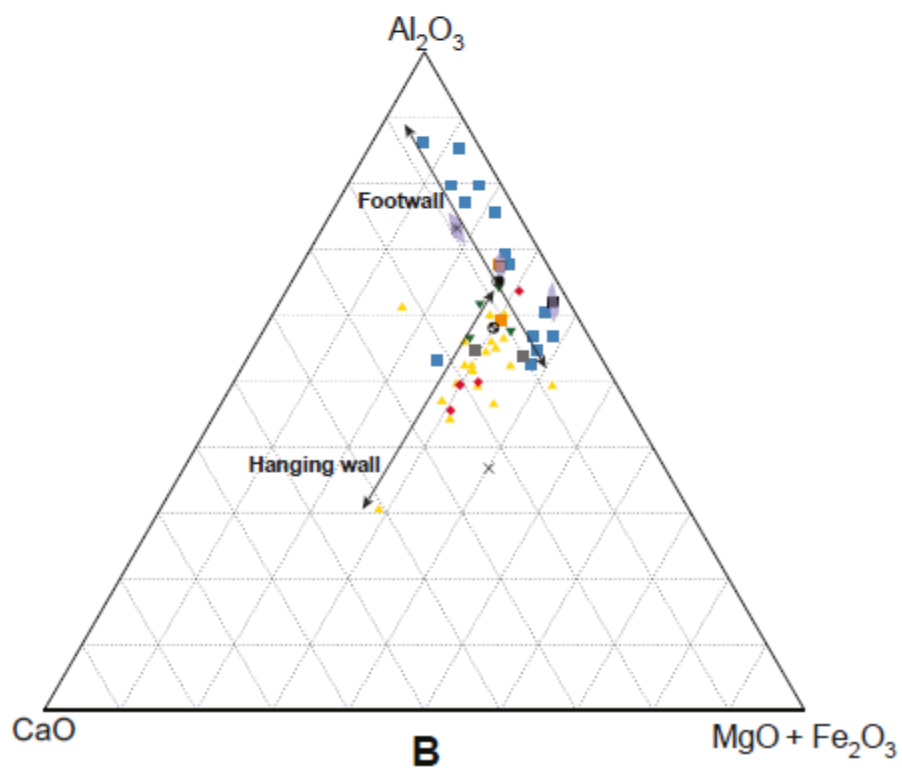 Al₂O₃
Footwall
Hanging wall
CaO
MgO + Fe₂O₃
B